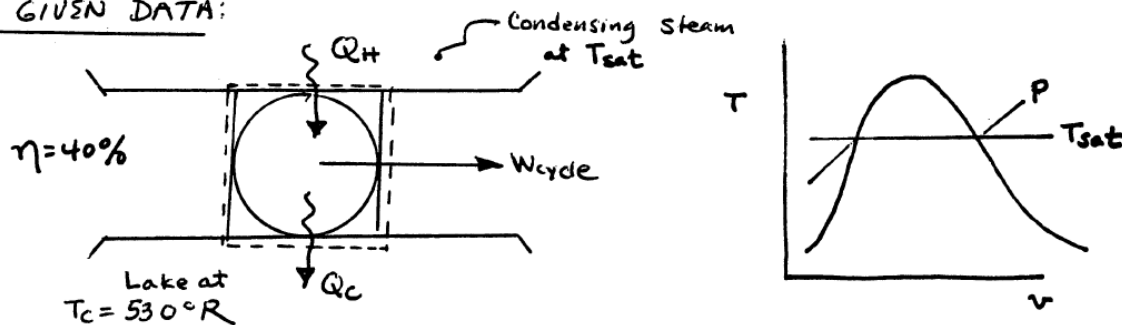 GIVEN DATA:
Condensing steam
at Tsat
QH
η=40%
Wcycle
QC
Lake at
TC = 530°R
T
P
Tsat
v